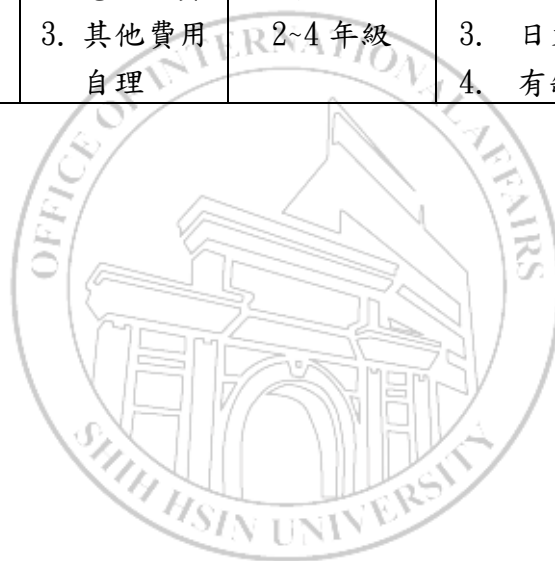 3. 其他費用
自理
2~4 年級
3.
4. 有
OFFICE OF INTERNATIONAL AFFAIRS
SHIH HSIN UNIVERSITY